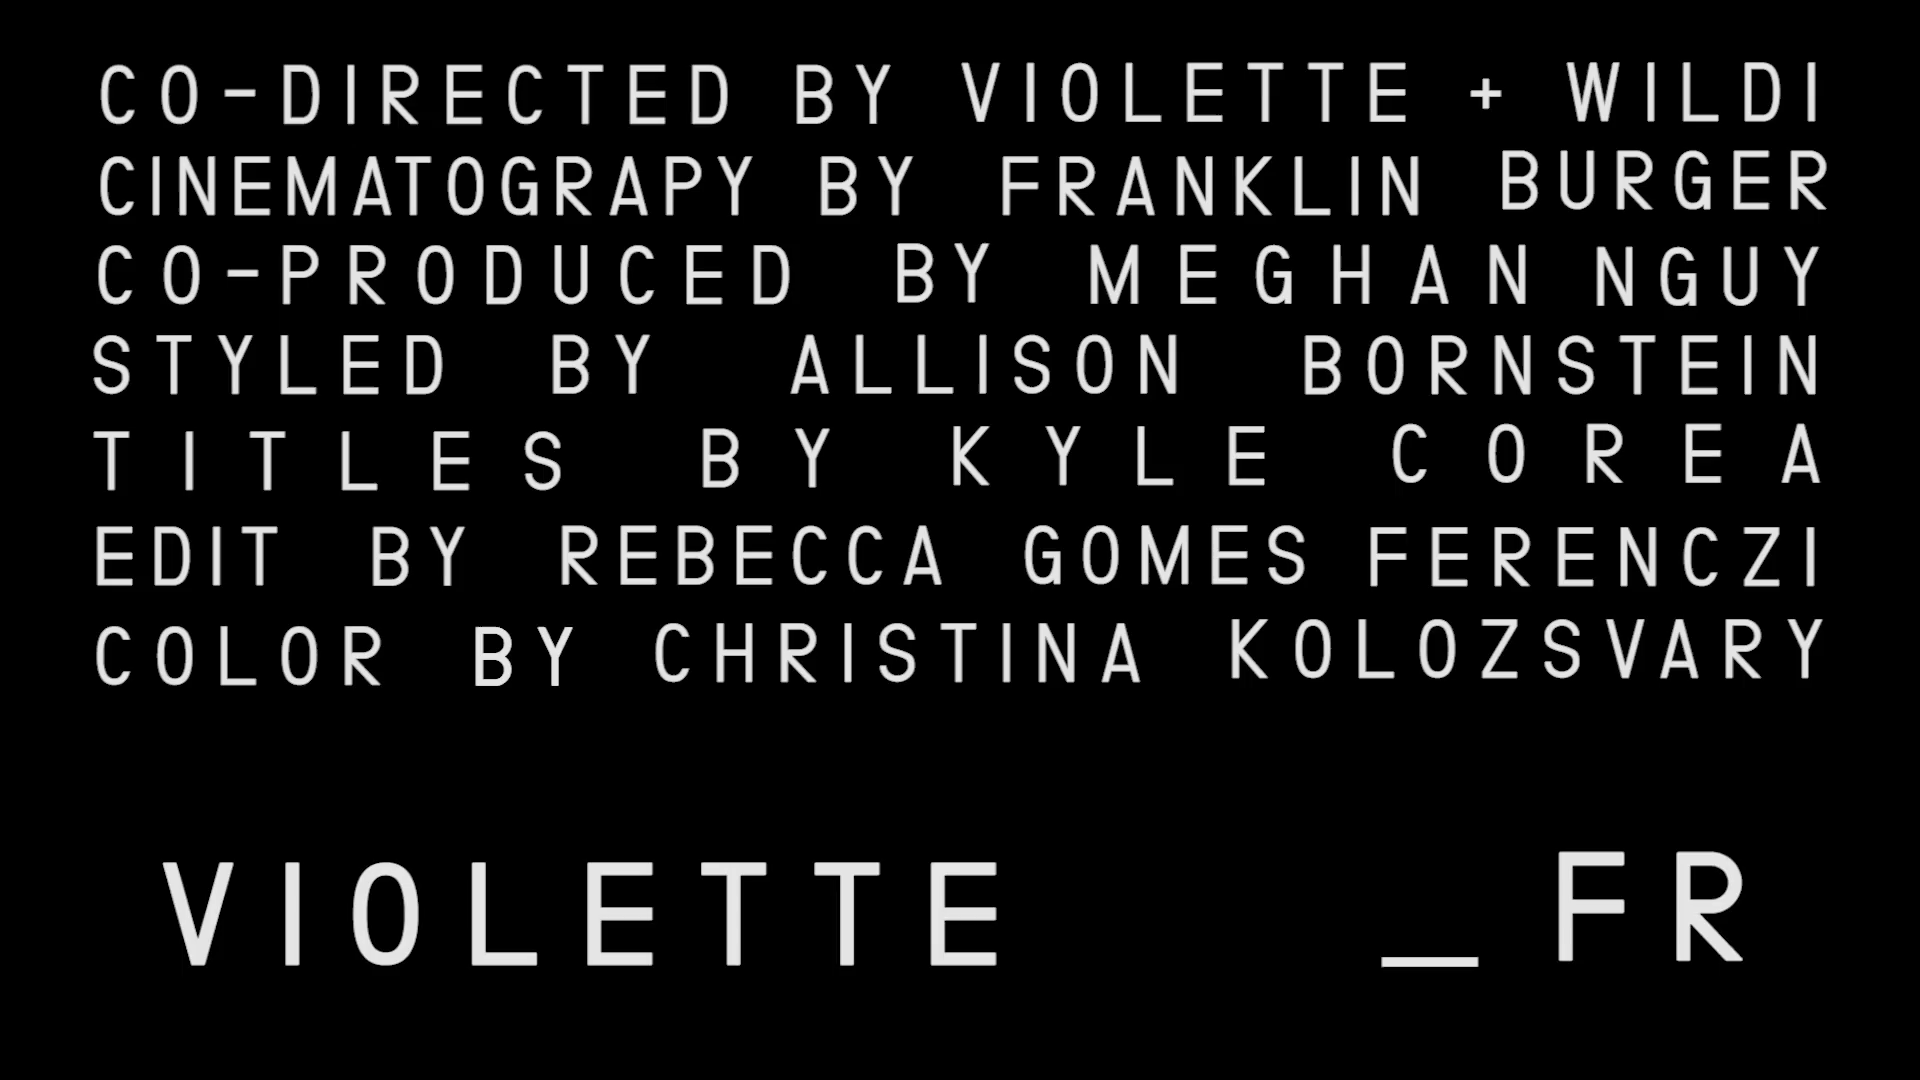 CO-DIRECTED BY VIOLETTE + WILDI
CINEMATOGRAPY BY FRANKLIN BURGER
CO-PRODUCED BY MEGHAN NGUY
STYLED BY ALLISON BORNSTEIN
TITLES BY KYLE COREA
EDIT BY REBECCA GOMES FERENCZI
COLOR BY CHRISTINA KOLOZSVARY
VIOLETTE _FR